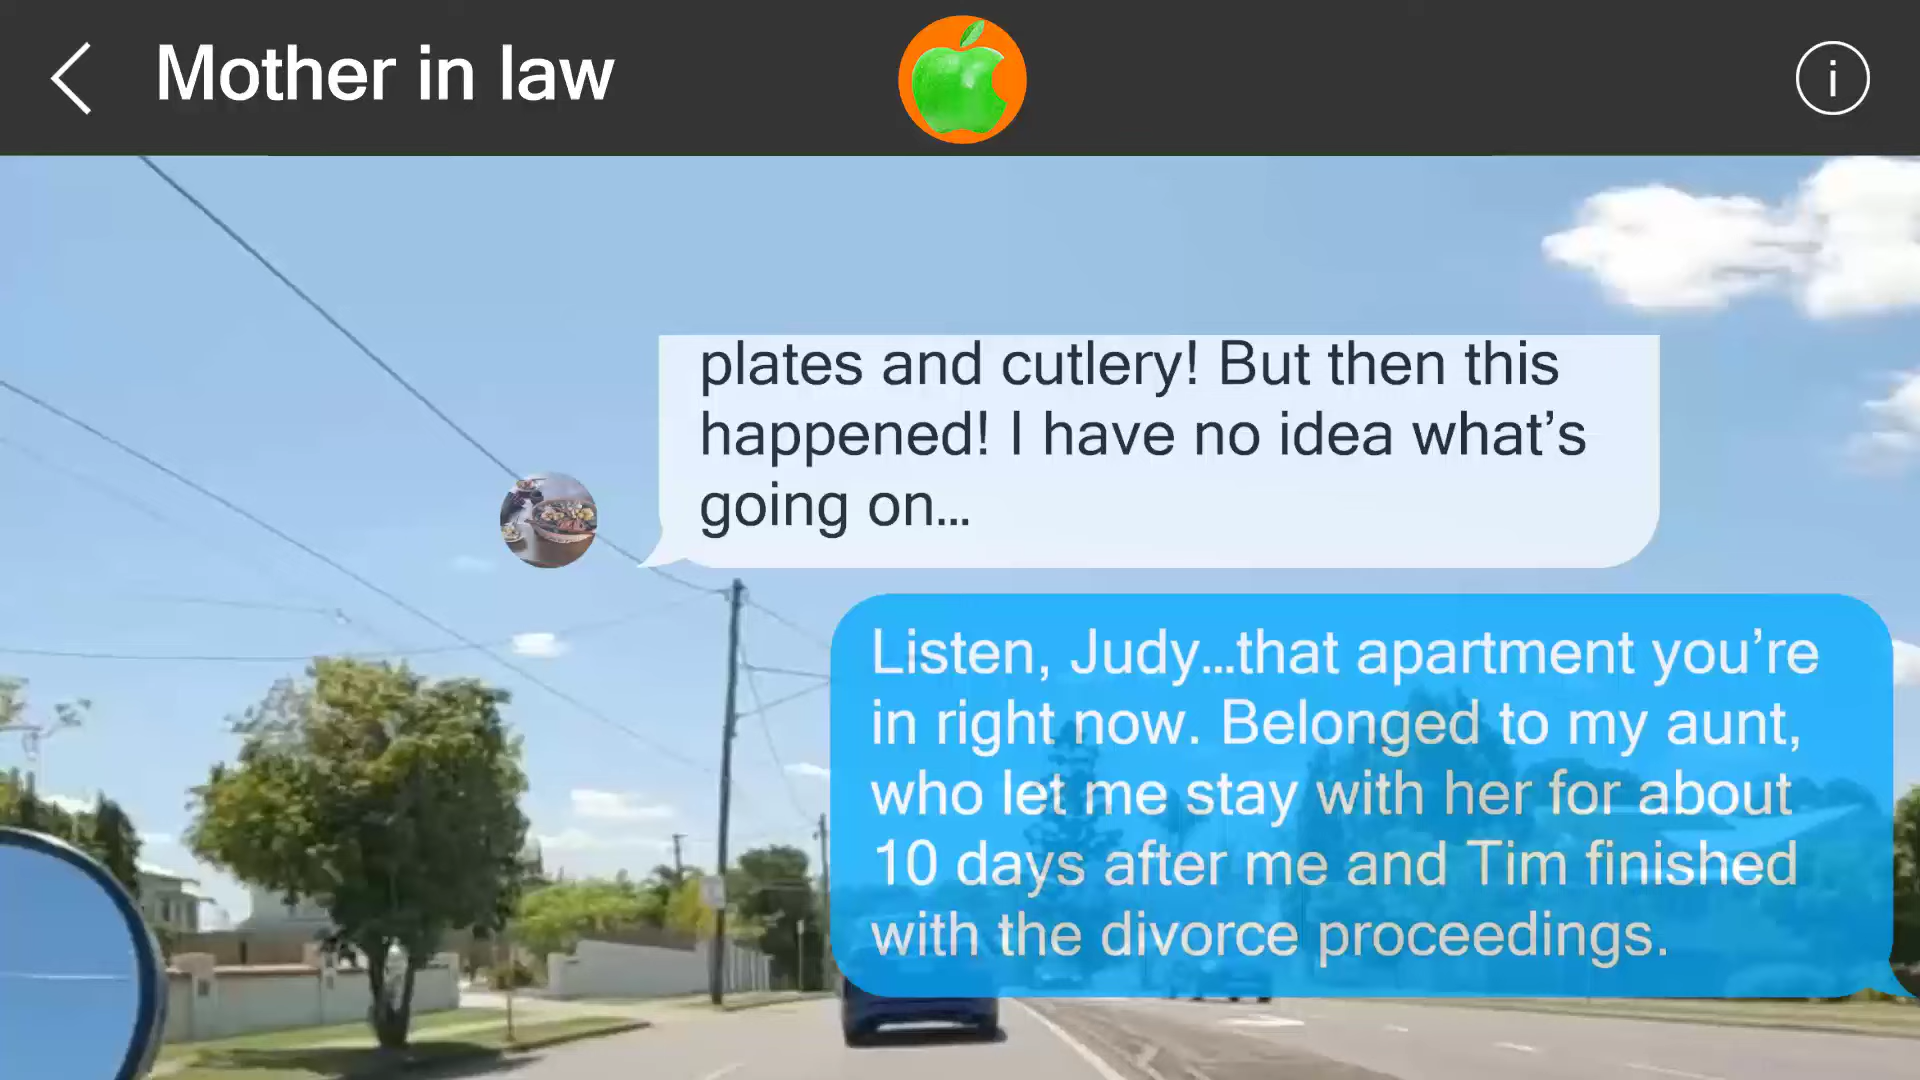 Mother in law
i
plates and cutlery! But then this
happened! I have no idea what’s
going on...
Listen, Judy...that apartment you’re
in right now. Belonged to my aunt,
who let me stay with her for about
10 days after me and Tim finished
with the divorce proceedings.